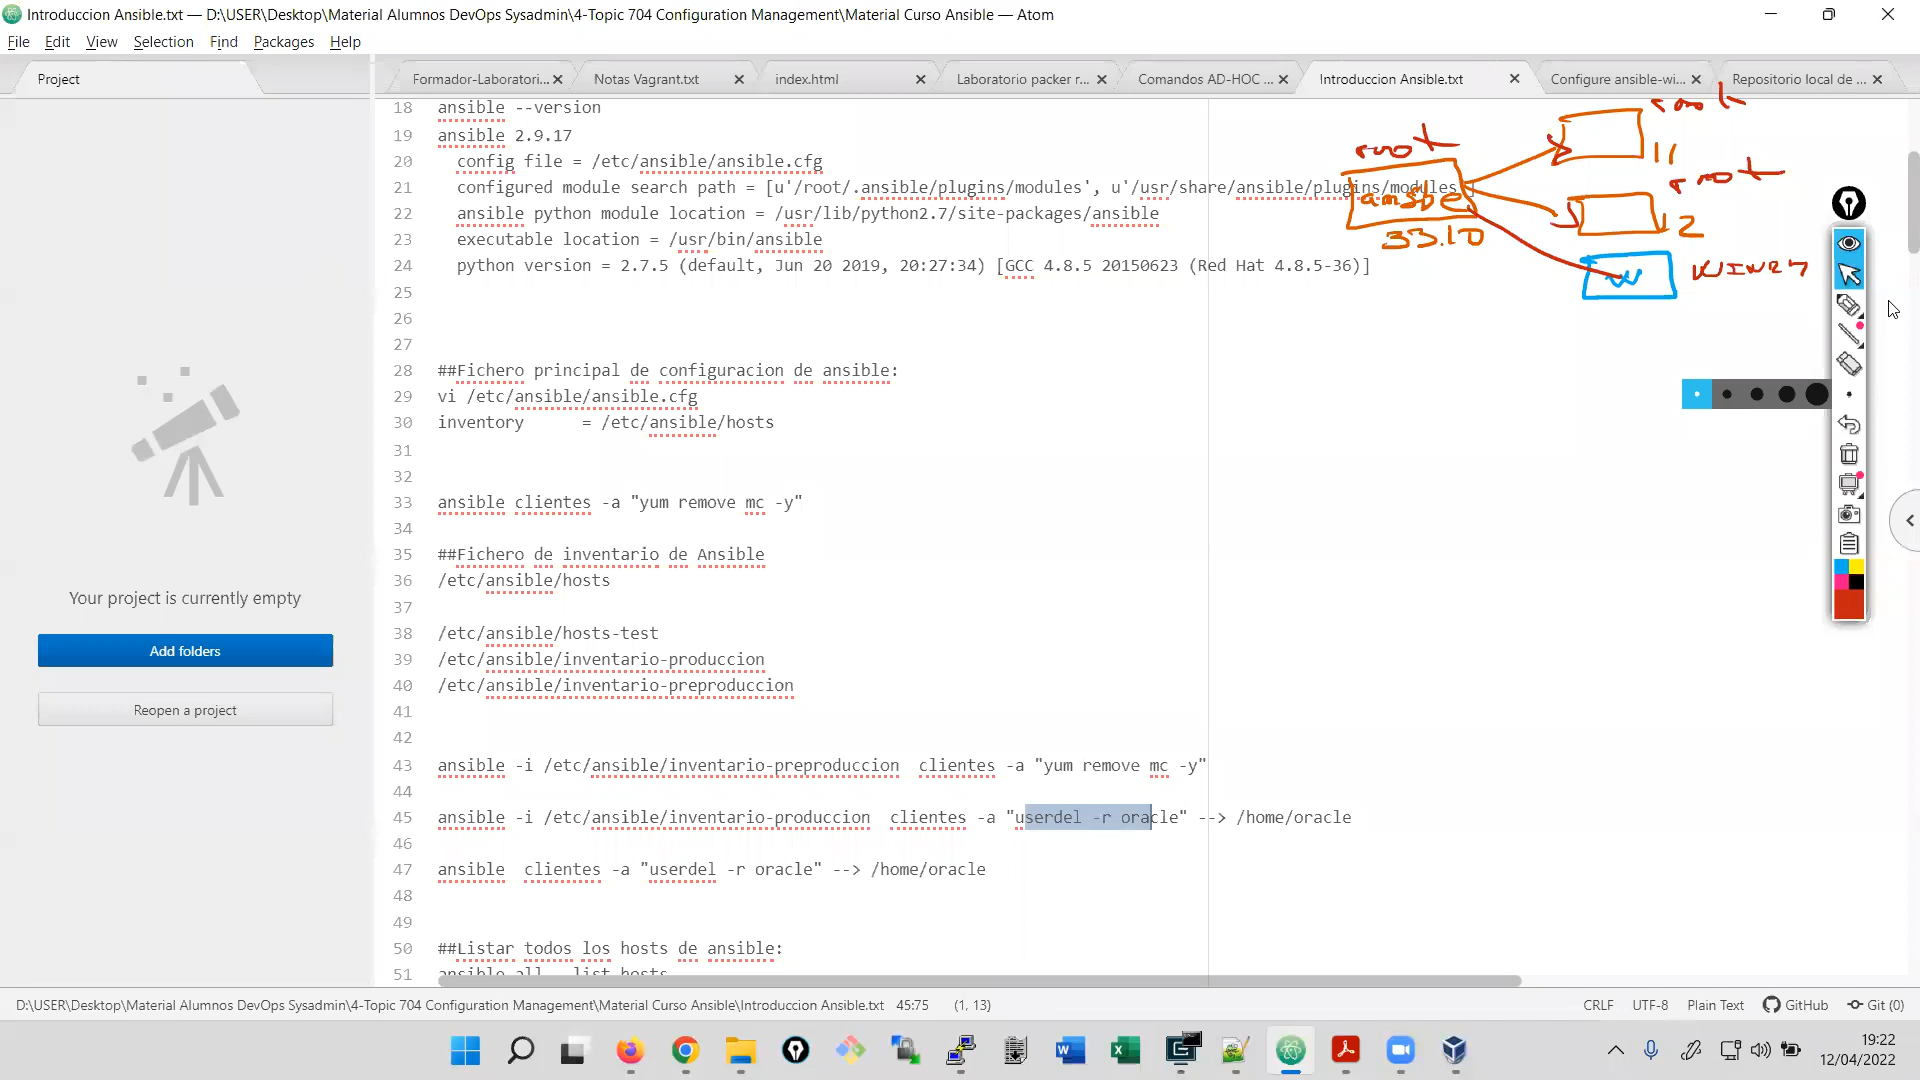 Introduccion Ansible.txt — D:\USER\Desktop\Material Alumnos DevOps Sysadmin\4-Topic 704 Configuration Management\Material Curso Ansible — Atom
File Edit View Selection Find Packages Help
Project
Formador-Laboratori... Notas Vagrant.txt index.html Laboratorio packer r... Comandos AD-HOC ... Introduccion Ansible.txt Configure ansible-wi... Repositorio local de ...
18 ansible --version
19 ansible 2.9.17
20 config file = /etc/ansible/ansible.cfg
21 configured module search path = [u'/root/.ansible/plugins/modules', u'/usr/share/ansible/plugins/modules']
22 ansible python module location = /usr/lib/python2.7/site-packages/ansible
23 executable location = /usr/bin/ansible
24 python version = 2.7.5 (default, Jun 20 2019, 20:27:34) [GCC 4.8.5 20150623 (Red Hat 4.8.5-36)]
25
26
27
28 ##Fichero principal de configuracion de ansible:
29 vi /etc/ansible/ansible.cfg
30 inventory = /etc/ansible/hosts
31
32
33 ansible clientes -a "yum remove mc -y"
34
35 ##Fichero de inventario de Ansible
36 /etc/ansible/hosts
37
38 /etc/ansible/hosts-test
39 /etc/ansible/inventario-produccion
40 /etc/ansible/inventario-preproduccion
41
42
43 ansible -i /etc/ansible/inventario-preproduccion clientes -a "yum remove mc -y"
44
45 ansible -i /etc/ansible/inventario-produccion clientes -a "userdel -r oracle" --> /home/oracle
46
47 ansible clientes -a "userdel -r oracle" --> /home/oracle
48
49
50 ##Listar todos los hosts de ansible:
51 ansible all --list-hosts
root
root
11
root
12
33.10
W
Your project is currently empty
Add folders
Reopen a project
D:\USER\Desktop\Material Alumnos DevOps Sysadmin\4-Topic 704 Configuration Management\Material Curso Ansible\Introduccion Ansible.txt 45:75 (1, 13)
CRLF UTF-8 Plain Text GitHub Git (0)
19:22
12/04/2022